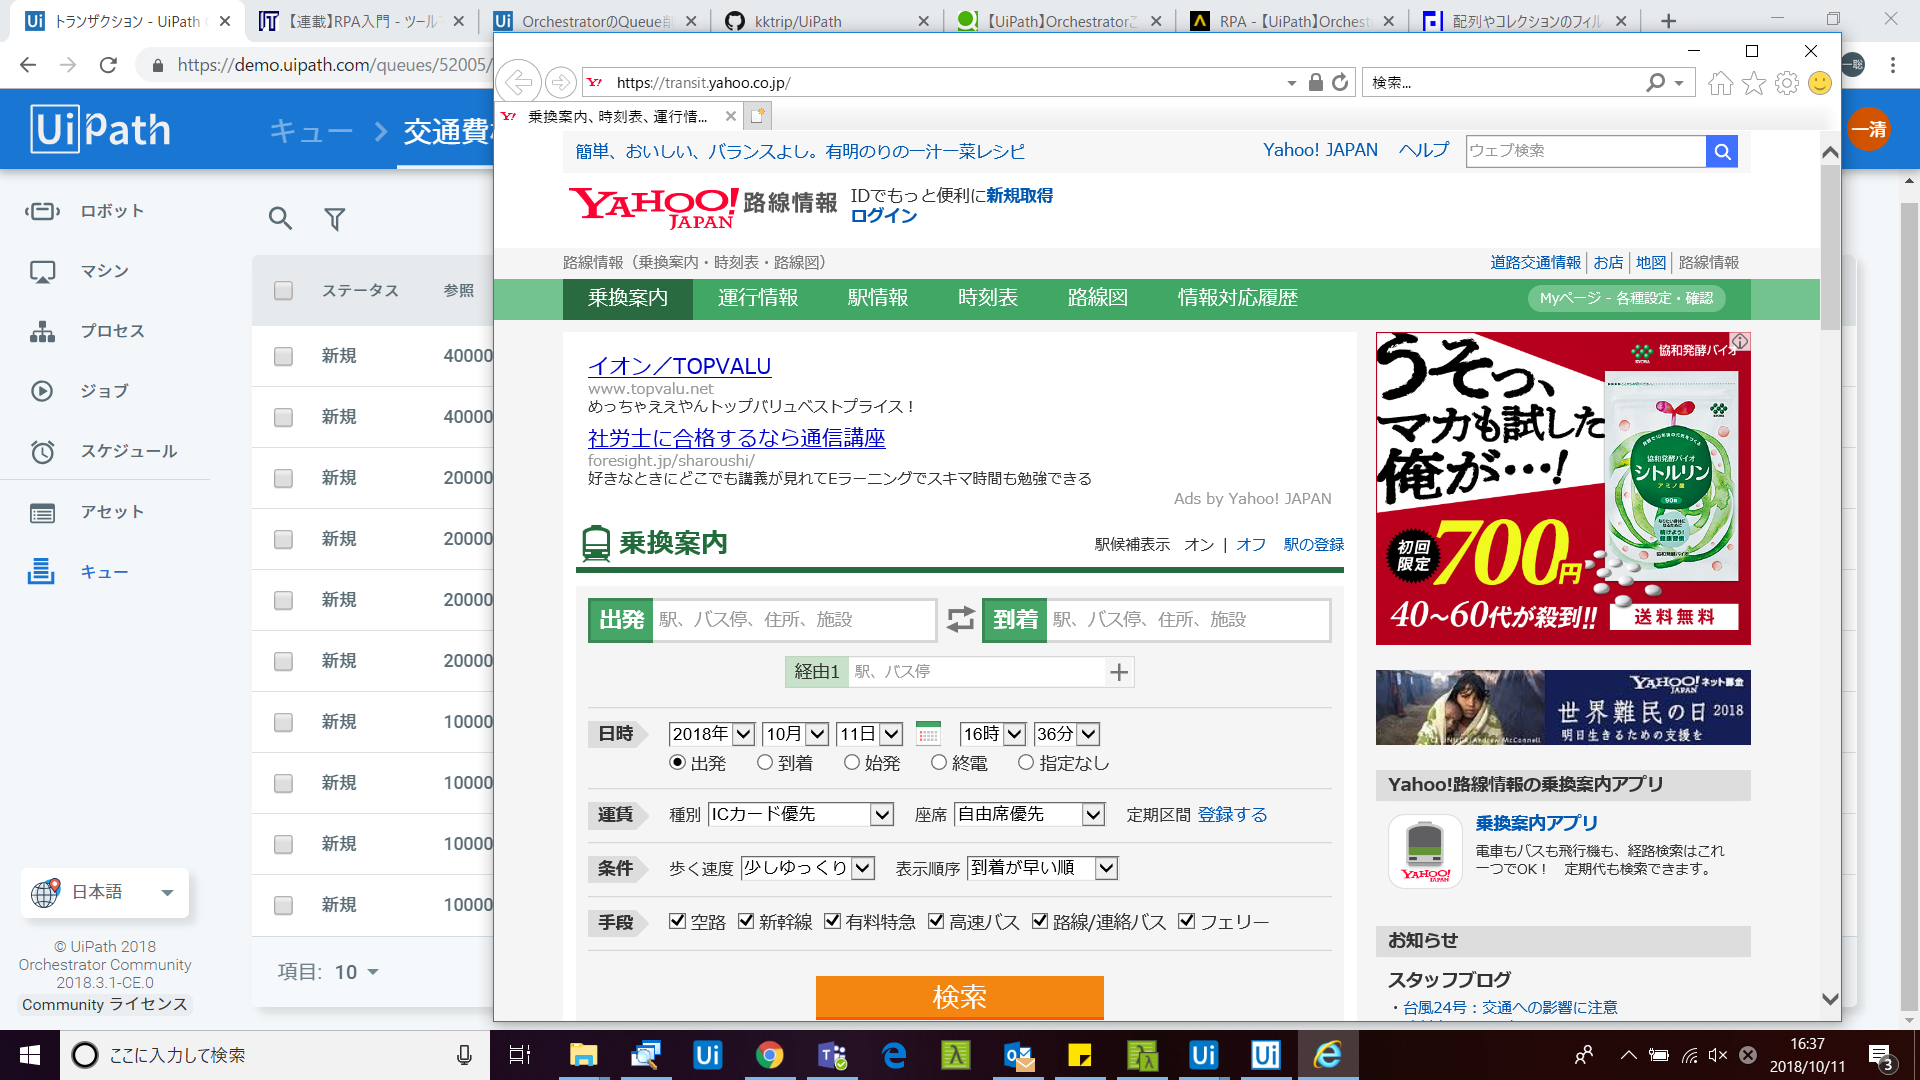 トランザクション - UiPath
【連載】RPA入門 - ツール
OrchestratorのQueue
kktrip/UiPath
【UiPath】Orchestrator
RPA - 【UiPath】Orchest
配列やコレクションのフィル
https://demo.uipath.com/queues/52005/
一聡
UiPath
キュー > 交通費
一清
ロボット
マシン
プロセス
ジョブ
スケジュール
アセット
キュー
日本語
© UiPath 2018
Orchestrator Community
2018.3.1-CE.0
Community ライセンス
ステータス 参照
新規 40000
新規 40000
新規 20000
新規 20000
新規 20000
新規 20000
新規 10000
新規 10000
新規 10000
新規 10000
項目: 10
https://transit.yahoo.co.jp/
検索...
乗換案内、時刻表、運行情...
簡単、おいしい、バランスよし。有明のりの一汁一菜レシピ
Yahoo! JAPAN ヘルプ
ウェブ検索
YAHOO! JAPAN 路線情報
IDでもっと便利に新規取得
ログイン
路線情報（乗換案内・時刻表・路線図）
道路交通情報 お店 地図 路線情報
乗換案内 運行情報 駅情報 時刻表 路線図 情報対応履歴
Myページ - 各種設定・確認
イオン／TOPVALU
www.topvalu.net
めっちゃええやんトップバリュベストプライス！
社労士に合格するなら通信講座
foresight.jp/sharoushi/
好きなときにどこでも講義が見れてEラーニングでスキマ時間も勉強できる
Ads by Yahoo! JAPAN
乗換案内
駅候補表示 オン | オフ 駅の登録
出発 駅、バス停、住所、施設
到着 駅、バス停、住所、施設
経由1 駅、バス停
日時 2018年 10月 11日 16時 36分
出発 到着 始発 終電 指定なし
運賃 種別 ICカード優先 座席 自由席優先 定期区間 登録する
条件 歩く速度 少しゆっくり 表示順序 到着が早い順
手段 空路 新幹線 有料特急 高速バス 路線/連絡バス フェリー
検索
うそっ、
マカも試した
俺が…!
協和発酵バイオ
協和発酵バイオ
シトルリン
アミノ酸
90粒
初回
限定
700円
40〜60代が殺到!!
送料無料
YAHOO! JAPAN ネット募金
世界難民の日 2018
明日生きるための支援を
Yahoo!路線情報の乗換案内アプリ
YAHOO! JAPAN
乗換案内アプリ
電車もバスも飛行機も、経路検索はこれ
一つでOK！ 定期代も検索できます。
お知らせ
スタッフブログ
・台風24号：交通への影響に注意
ここに入力して検索
16:37
2018/10/11
3